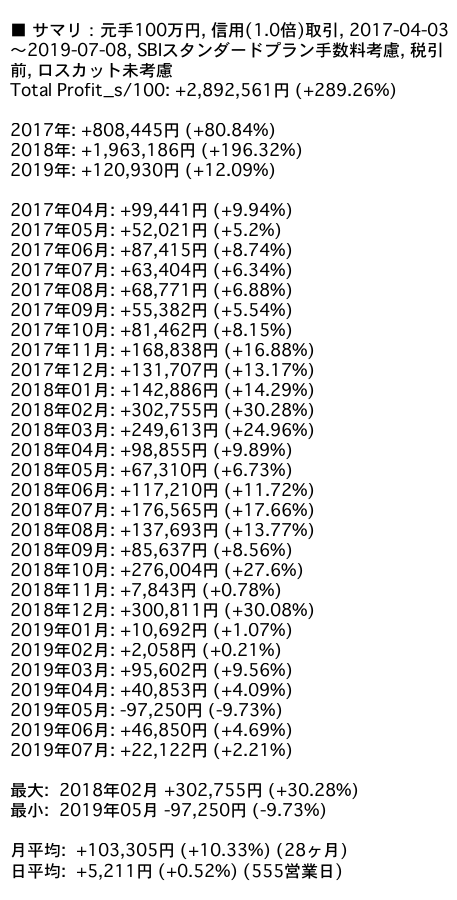 ■ サマリ：元手100万円, 信用(1.0倍)取引, 2017-04-03
〜2019-07-08, SBIスタンダードプラン手数料考慮, 税引
前, ロスカット未考慮
Total Profit_s/100: +2,892,561円 (+289.26%)
2017年: +808,445円 (+80.84%)
2018年: +1,963,186円 (+196.32%)
2019年: +120,930円 (+12.09%)
2017年04月: +99,441円 (+9.94%)
2017年05月: +52,021円 (+5.2%)
2017年06月: +87,415円 (+8.74%)
2017年07月: +63,404円 (+6.34%)
2017年08月: +68,771円 (+6.88%)
2017年09月: +55,382円 (+5.54%)
2017年10月: +81,462円 (+8.15%)
2017年11月: +168,838円 (+16.88%)
2017年12月: +131,707円 (+13.17%)
2018年01月: +142,886円 (+14.29%)
2018年02月: +302,755円 (+30.28%)
2018年03月: +249,613円 (+24.96%)
2018年04月: +98,855円 (+9.89%)
2018年05月: +67,310円 (+6.73%)
2018年06月: +117,210円 (+11.72%)
2018年07月: +176,565円 (+17.66%)
2018年08月: +137,693円 (+13.77%)
2018年09月: +85,637円 (+8.56%)
2018年10月: +276,004円 (+27.6%)
2018年11月: +7,843円 (+0.78%)
2018年12月: +300,811円 (+30.08%)
2019年01月: +10,692円 (+1.07%)
2019年02月: +2,058円 (+0.21%)
2019年03月: +95,602円 (+9.56%)
2019年04月: +40,853円 (+4.09%)
2019年05月: -97,250円 (-9.73%)
2019年06月: +46,850円 (+4.69%)
2019年07月: +22,122円 (+2.21%)
最大: 2018年02月 +302,755円 (+30.28%)
最小: 2019年05月 -97,250円 (-9.73%)
月平均: +103,305円 (+10.33%) (28ヶ月)
日平均: +5,211円 (+0.52%) (555営業日)